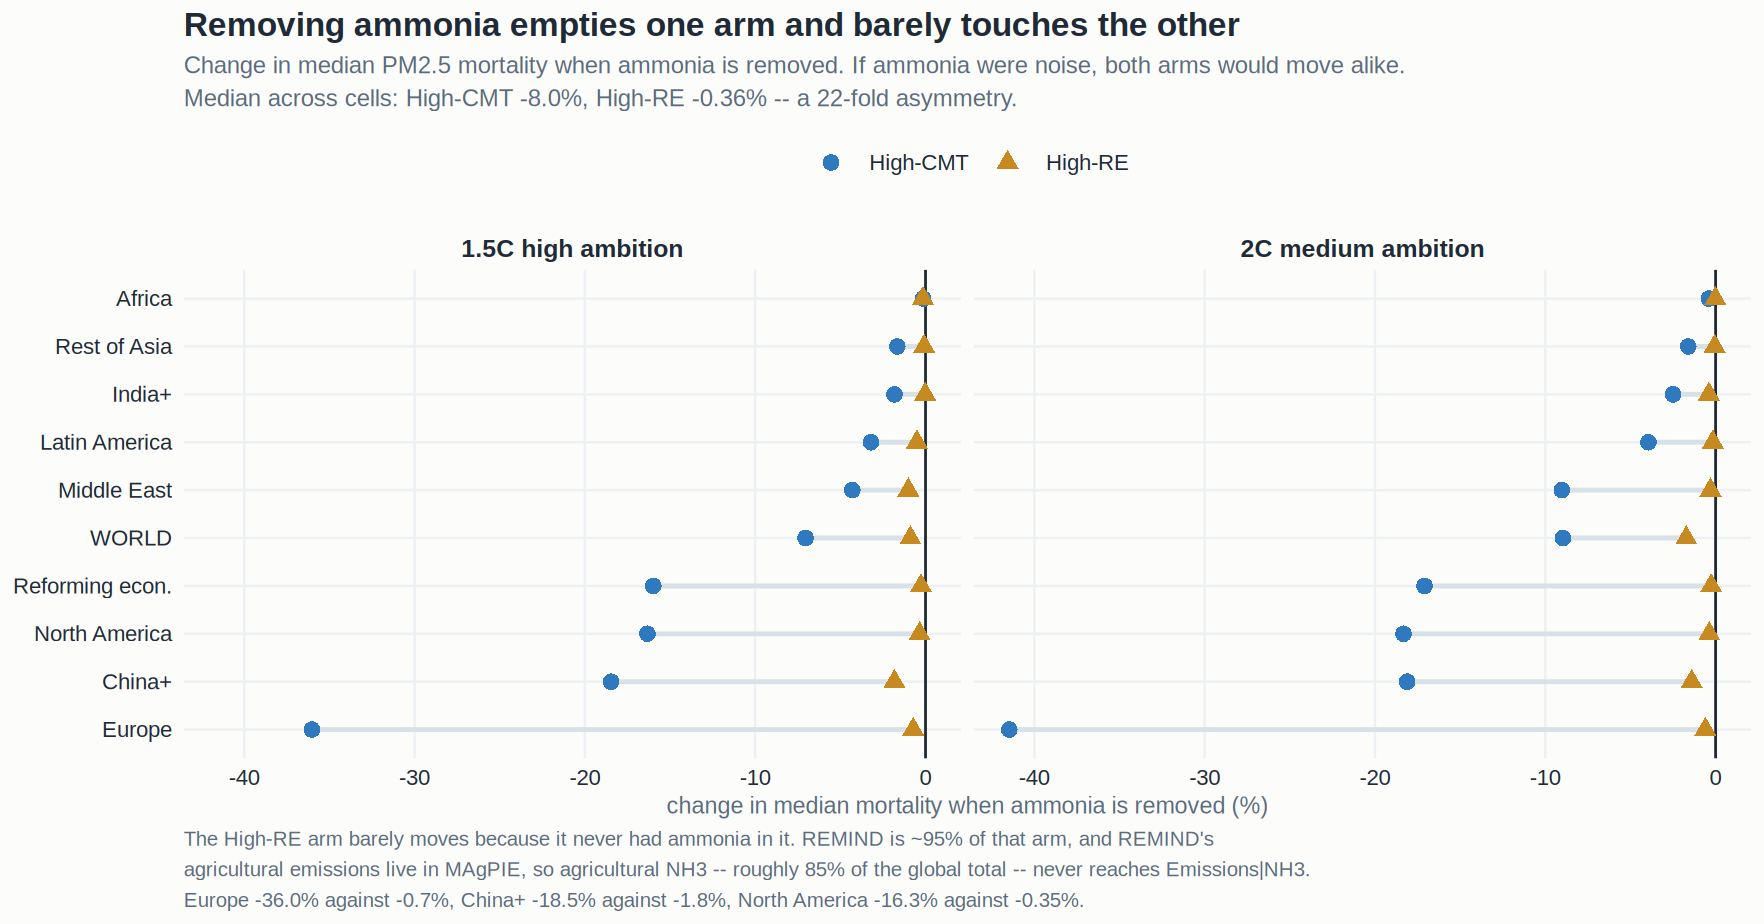 Removing ammonia empties one arm and barely touches the other
Change in median PM2.5 mortality when ammonia is removed. If ammonia were noise, both arms would move alike.
Median across cells: High-CMT -8.0%, High-RE -0.36% -- a 22-fold asymmetry.
High-CMT High-RE
1.5C high ambition 2C medium ambition
Africa
Rest of Asia
India+
Latin America
Middle East
WORLD
Reforming econ.
North America
China+
Europe
-40 -30 -20 -10 0 -40 -30 -20 -10 0
change in median mortality when ammonia is removed (%)
The High-RE arm barely moves because it never had ammonia in it. REMIND is ~95% of that arm, and REMIND's
agricultural emissions live in MAgPIE, so agricultural NH3 -- roughly 85% of the global total -- never reaches Emissions|NH3.
Europe -36.0% against -0.7%, China+ -18.5% against -1.8%, North America -16.3% against -0.35%.